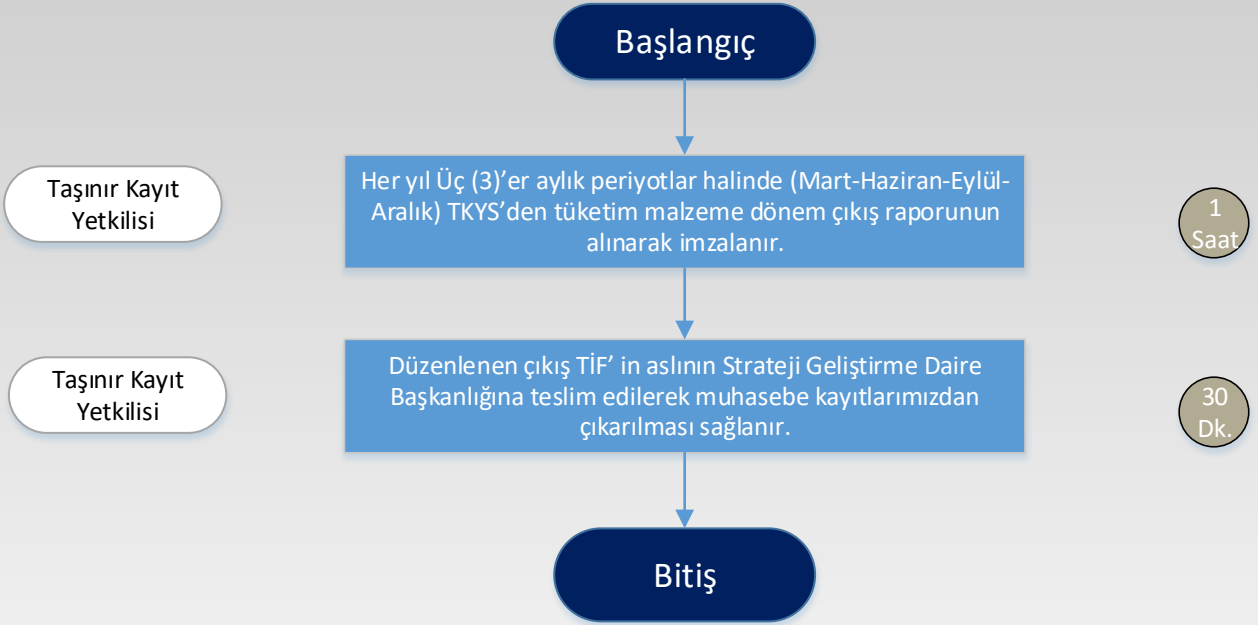 Başlangıç
Taşınır Kayıt
Yetkilisi
Her yıl Üç (3)’er aylık periyotlar halinde (Mart-Haziran-Eylül-
Aralık) TKYS’den tüketim malzeme dönem çıkış raporunun
alınarak imzalanır.
1
Saat
Taşınır Kayıt
Yetkilisi
Düzenlenen çıkış TİF’ in aslının Strateji Geliştirme Daire
Başkanlığına teslim edilerek muhasebe kayıtlarımızdan
çıkarılması sağlanır.
30
Dk.
Bitiş